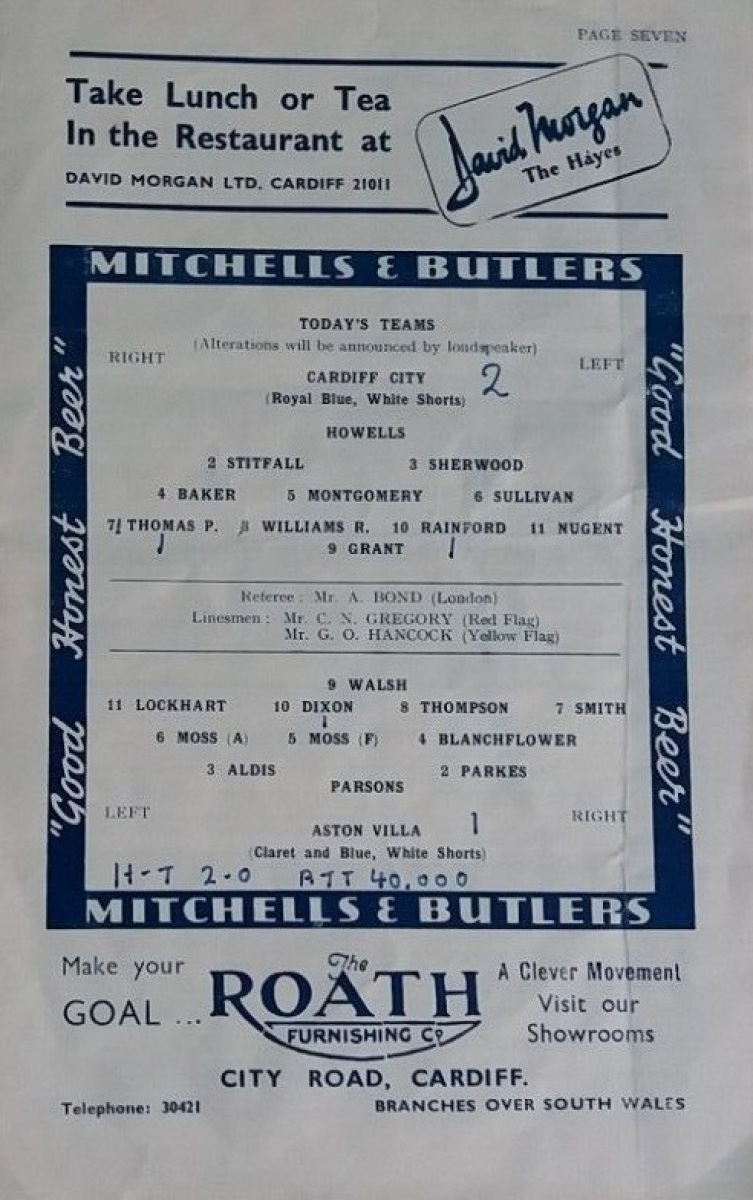 PAGE SEVEN
Take Lunch or Tea
In the Restaurant at
DAVID MORGAN LTD. CARDIFF 21011
David Morgan
The Hayes
MITCHELLS & BUTLERS
"Good Honest Beer"
"Good Honest Beer"
TODAY'S TEAMS
(Alterations will be announced by loudspeaker)
RIGHT LEFT
CARDIFF CITY 2
(Royal Blue, White Shorts)
HOWELLS
2 STITFALL 3 SHERWOOD
4 BAKER 5 MONTGOMERY 6 SULLIVAN
7 THOMAS P. 8 WILLIAMS R. 10 RAINFORD 11 NUGENT
9 GRANT
Referee : Mr. A. BOND (London)
Linesmen : Mr. C. N. GREGORY (Red Flag)
Mr. G. O. HANCOCK (Yellow Flag)
9 WALSH
11 LOCKHART 10 DIXON 8 THOMPSON 7 SMITH
6 MOSS (A) 5 MOSS (F) 4 BLANCHFLOWER
3 ALDIS 2 PARKES
PARSONS
LEFT RIGHT
ASTON VILLA 1
(Claret and Blue, White Shorts)
H-T 2-0 ATT 40,000
MITCHELLS & BUTLERS
Make your
GOAL ...
The
ROATH
FURNISHING Co.
A Clever Movement
Visit our
Showrooms
CITY ROAD, CARDIFF.
Telephone: 30421 BRANCHES OVER SOUTH WALES